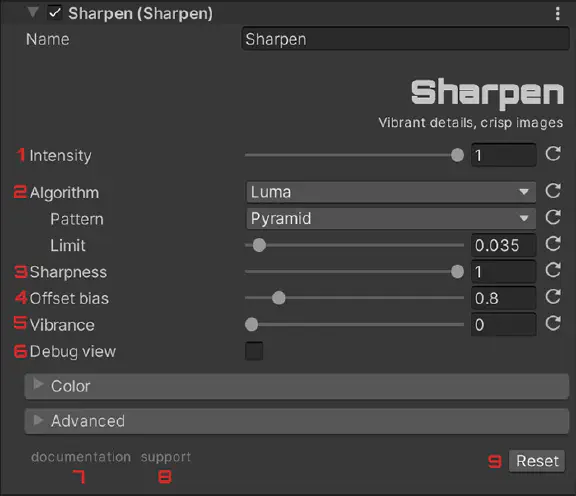 Sharpen (Sharpen)
Name Sharpen
Sharpen
Vibrant details, crisp images
1 Intensity 1
2 Algorithm Luma
Pattern Pyramid
Limit 0.035
3 Sharpness 1
4 Offset bias 0.8
5 Vibrance 0
6 Debug view
Color
Advanced
documentation support
7 8
9 Reset